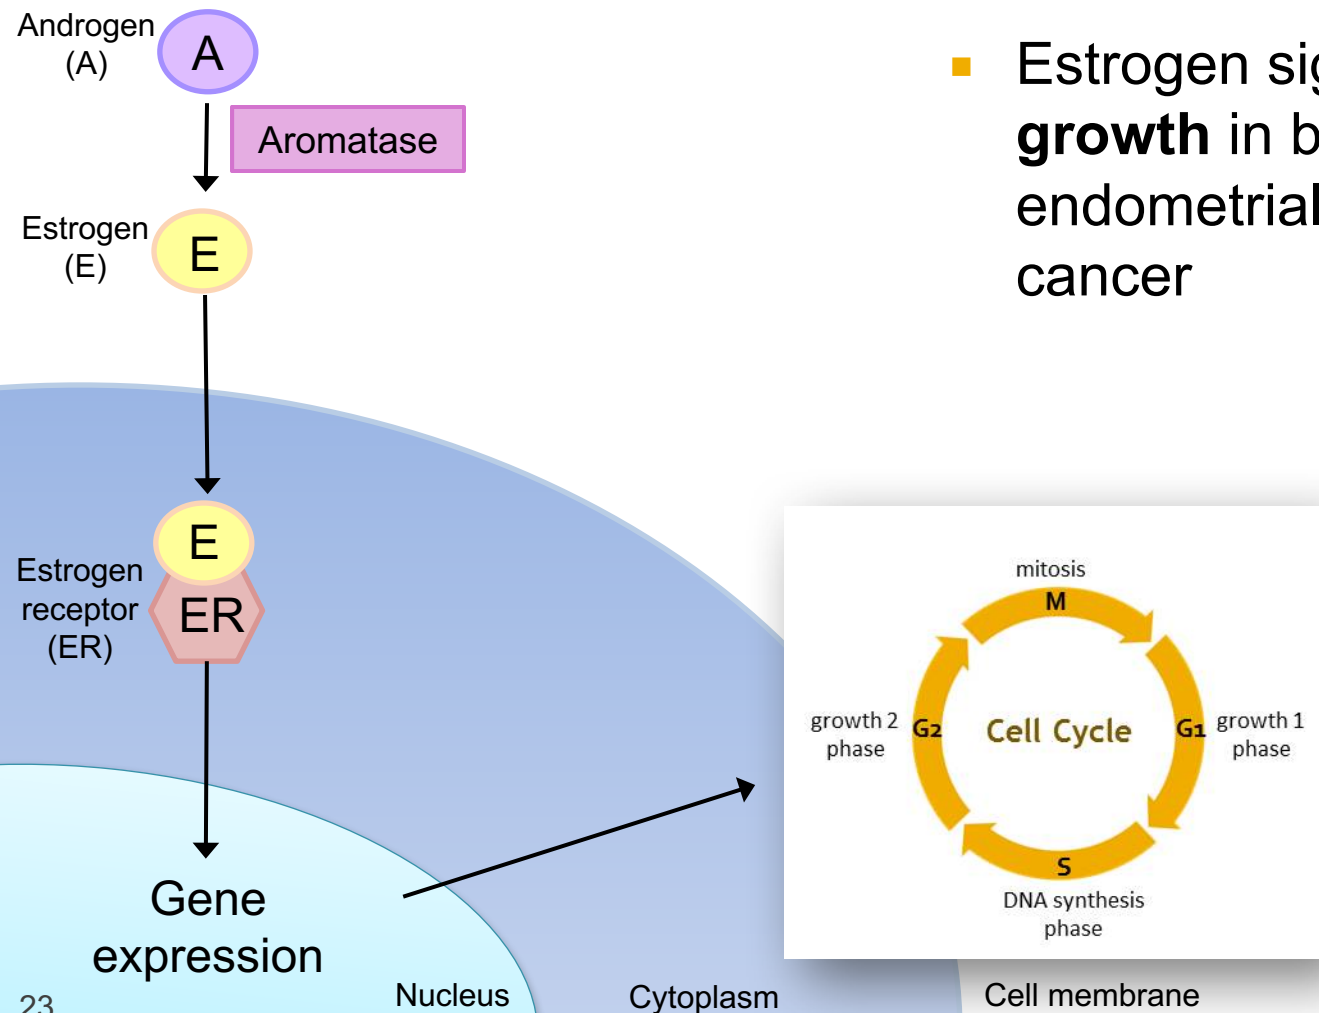 Androgen
(A)
A
Aromatase
Estrogen
(E)
E
E
Estrogen
receptor
(ER)
ER
Gene
expression
23
Nucleus
Cytoplasm
Cell membrane
Estrogen
growth in
endometrial
cancer
mitosis
M
growth 2
phase
G2
Cell Cycle
G1
growth 1
phase
S
DNA synthesis
phase